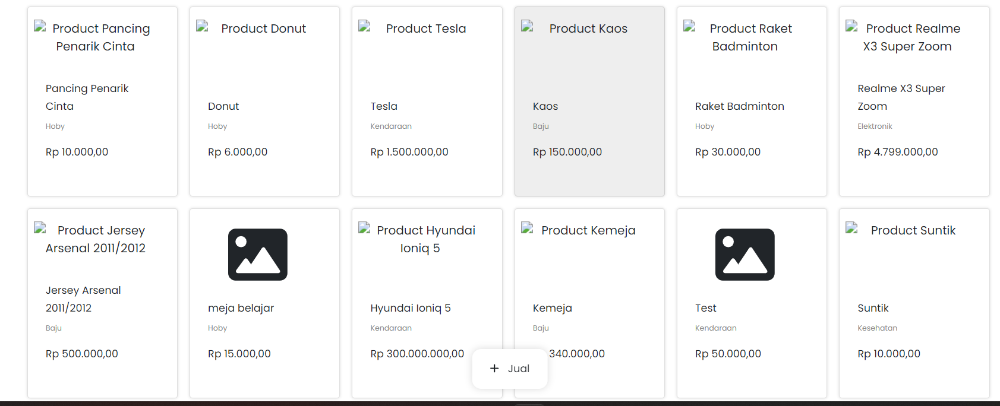 Product Pancing
Penarik Cinta
Pancing Penarik
Cinta
Hoby
Rp 10.000,00
Product Donut
Donut
Hoby
Rp 6.000,00
Product Tesla
Tesla
Kendaraan
Rp 1.500.000,00
Product Kaos
Kaos
Baju
Rp 150.000,00
Product Raket
Badminton
Raket Badminton
Hoby
Rp 30.000,00
Product Realme
X3 Super Zoom
Realme X3 Super
Zoom
Elektronik
Rp 4.799.000,00
Product Jersey
Arsenal 2011/2012
Jersey Arsenal
2011/2012
Baju
Rp 500.000,00
meja belajar
Hoby
Rp 15.000,00
Product Hyundai
Ioniq 5
Hyundai Ioniq 5
Kendaraan
Rp 300.000.000,00
Product Kemeja
Kemeja
Baju
340.000,00
Test
Kendaraan
Rp 50.000,00
Product Suntik
Suntik
Kesehatan
Rp 10.000,00
+ Jual